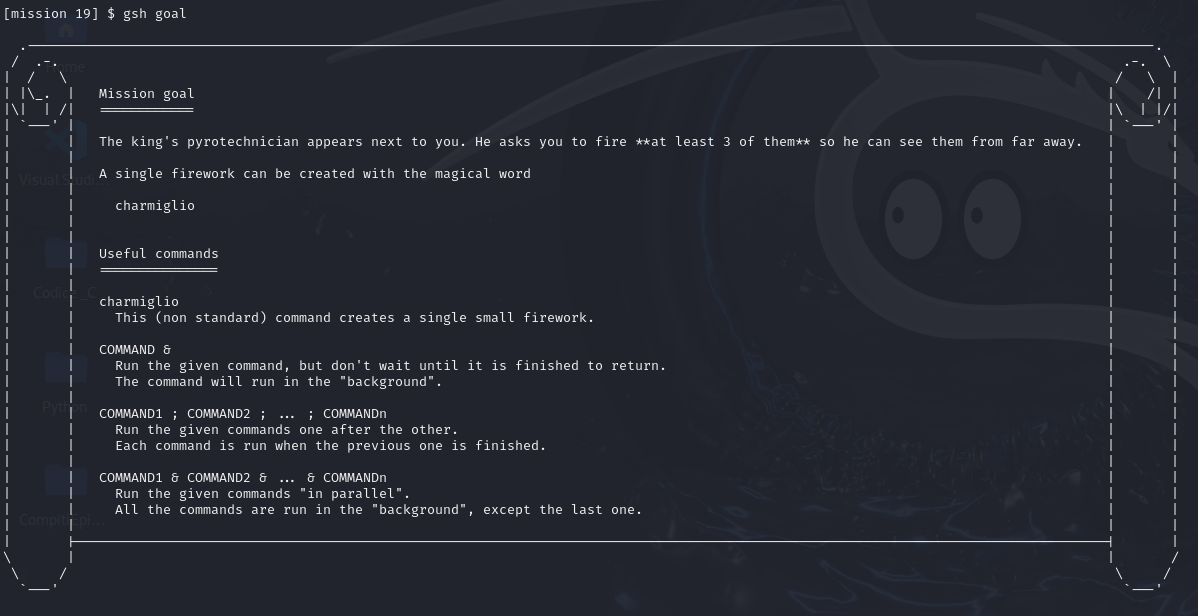 [mission 19] $ gsh goal
Mission goal
============
The king's pyrotechnician appears next to you. He asks you to fire **at least 3 of them** so he can see them from far away.
A single firework can be created with the magical word
charmiglio
Useful commands
===============
charmiglio
This (non standard) command creates a single small firework.
COMMAND &
Run the given command, but don't wait until it is finished to return.
The command will run in the "background".
COMMAND1 ; COMMAND2 ; ... ; COMMANDn
Run the given commands one after the other.
Each command is run when the previous one is finished.
COMMAND1 & COMMAND2 & ... & COMMANDn
Run the given commands "in parallel".
All the commands are run in the "background", except the last one.
Home
Visual Studi...
Codice_C
Python